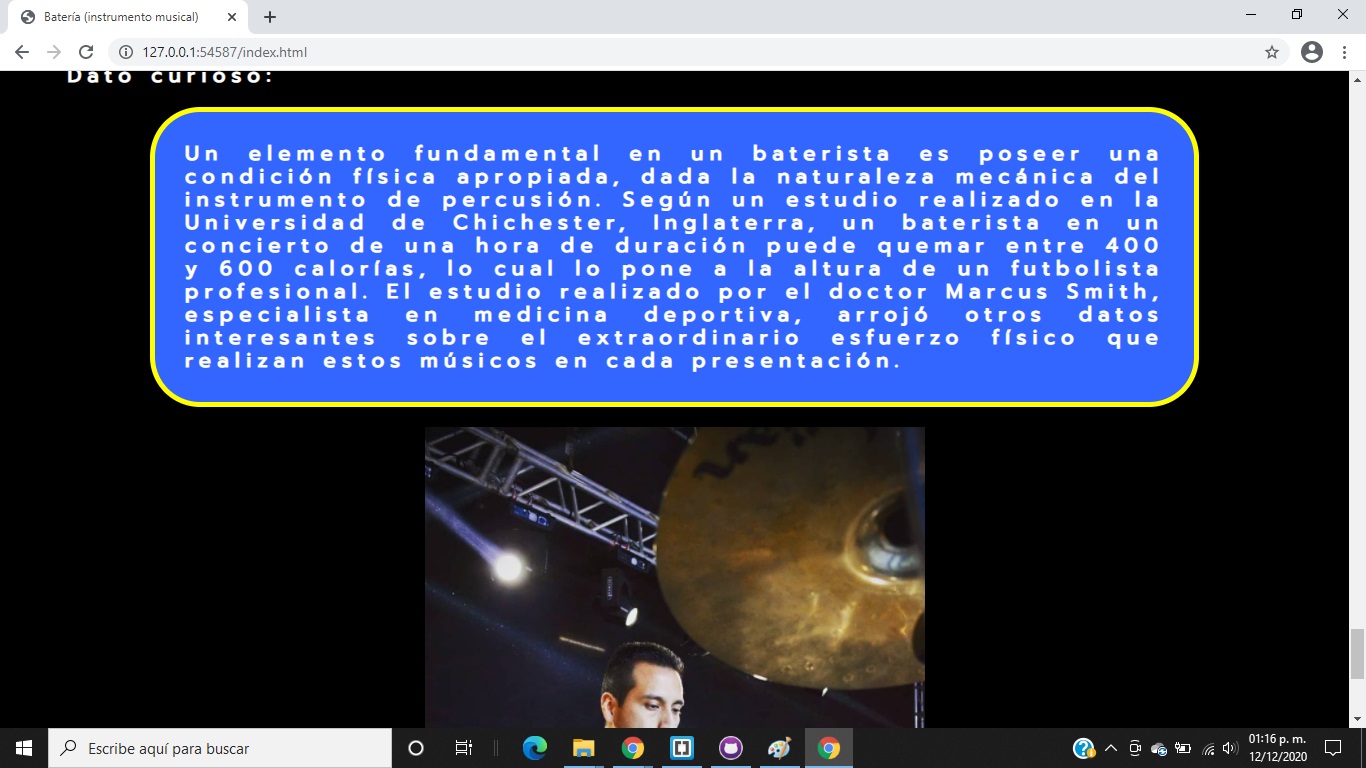 Batería (instrumento musical)
127.0.0.1:54587/index.html
Dato curioso:
Un elemento fundamental en un baterista es poseer una
condición física apropiada, dada la naturaleza mecánica del
instrumento de percusión. Según un estudio realizado en la
Universidad de Chichester, Inglaterra, un baterista en un
concierto de una hora de duración puede quemar entre 400
y 600 calorías, lo cual lo pone a la altura de un futbolista
profesional. El estudio realizado por el doctor Marcus Smith,
especialista en medicina deportiva, arrojó otros datos
interesantes sobre el extraordinario esfuerzo físico que
realizan estos músicos en cada presentación.
Escribe aquí para buscar
01:16 p. m.
12/12/2020